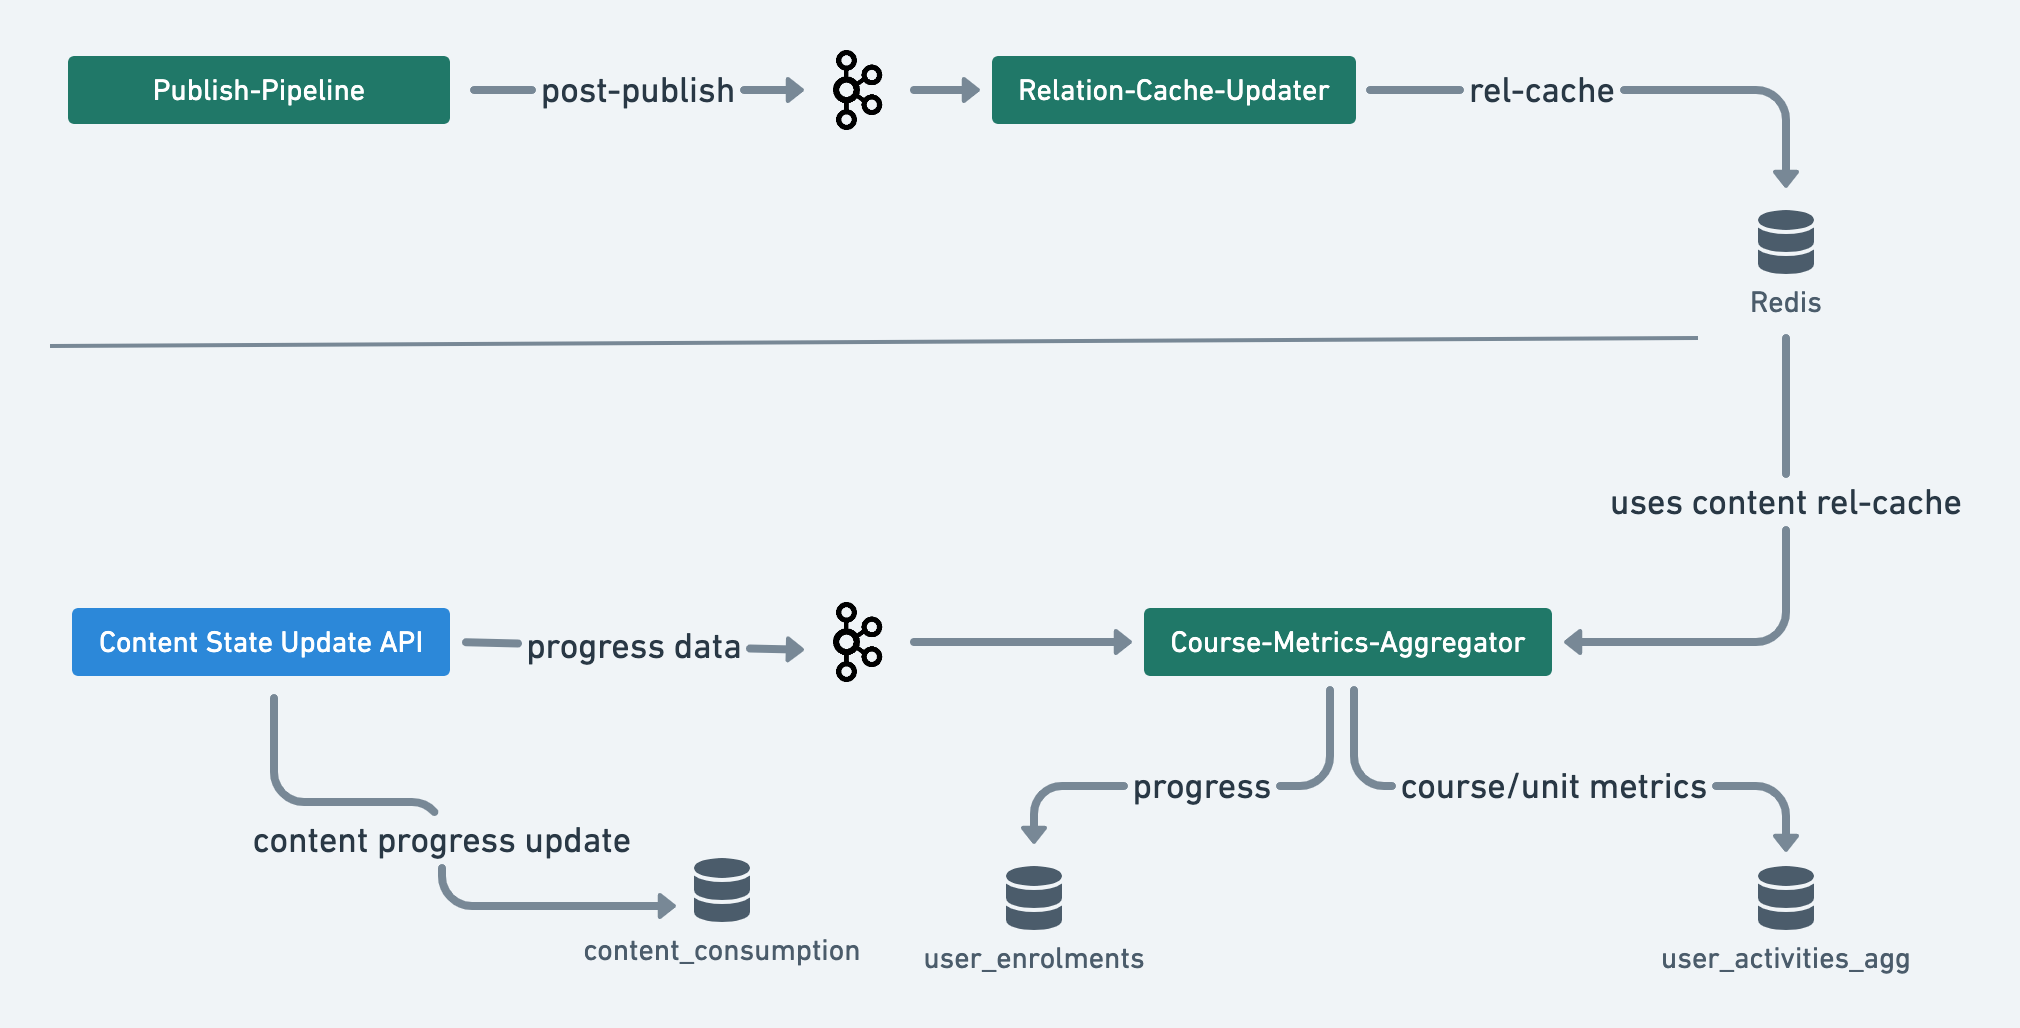 Publish-Pipeline
post-publish
Relation-Cache-Updater
rel-cache
Redis
uses content rel-cache
Content State Update API
progress data
Course-Metrics-Aggregator
progress
course/unit metrics
content progress update
content_consumption
user_enrolments
user_activities_agg